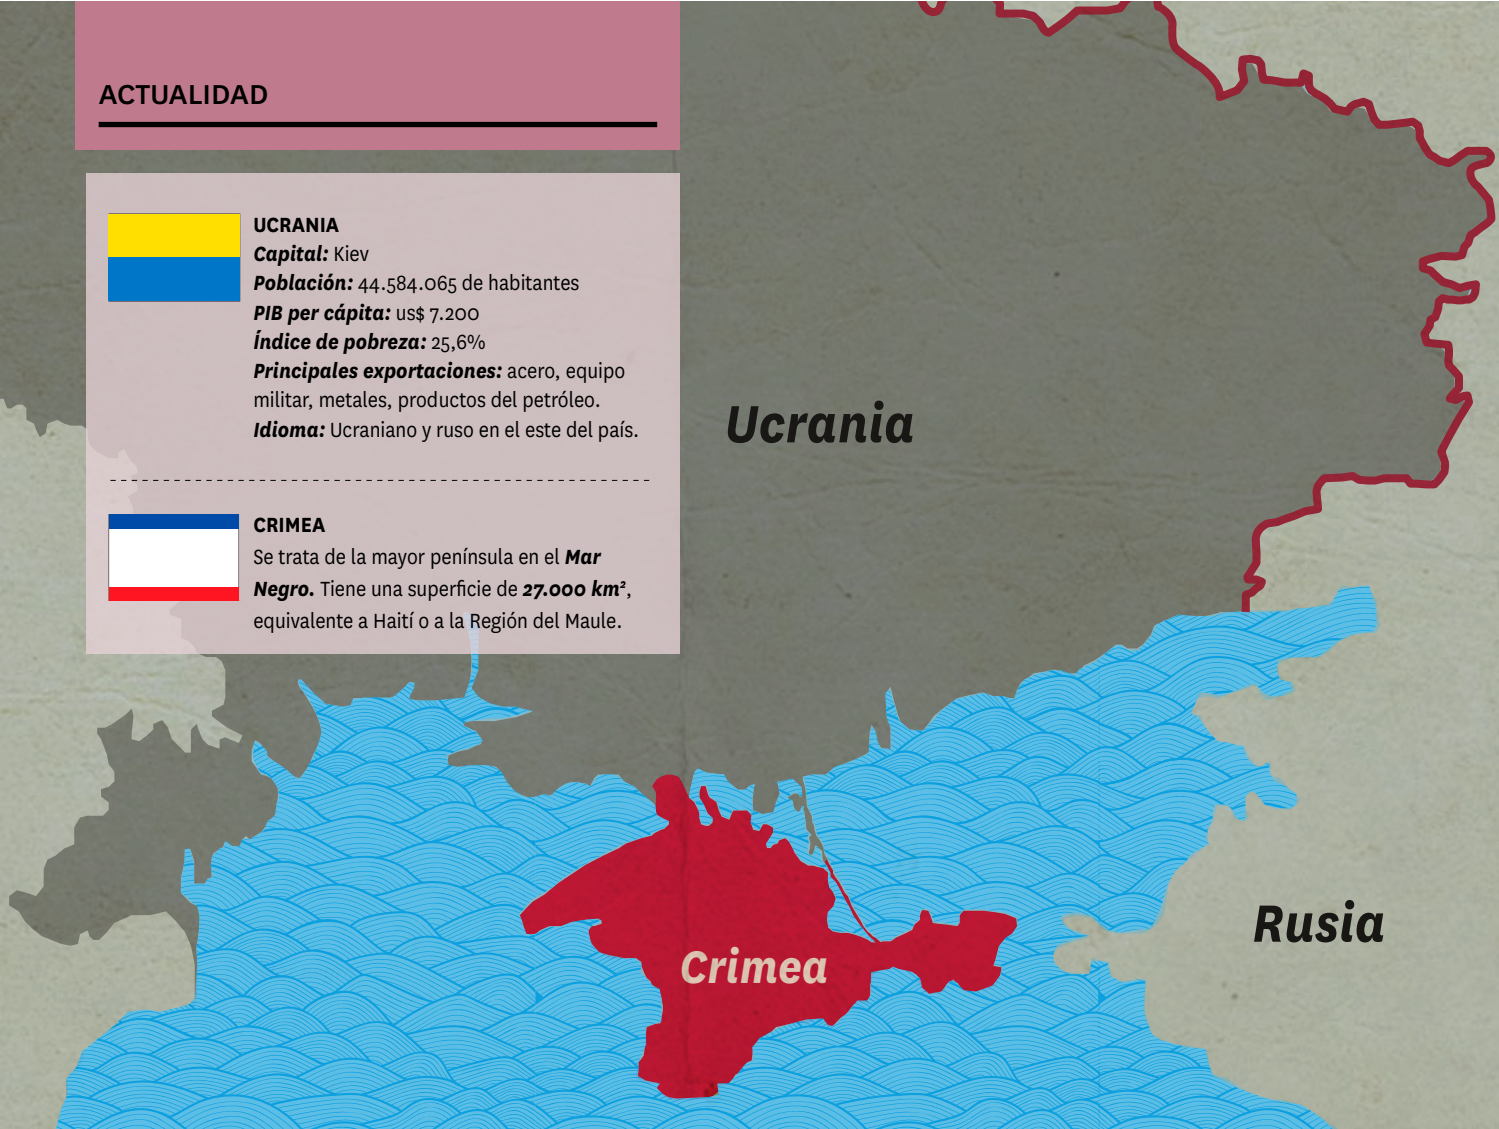 ACTUALIDAD
UCRANIA
Capital: Kiev
Población: 44.584.065 de habitantes
PIB per cápita: us$ 7.200
Índice de pobreza: 25,6%
Principales exportaciones: acero, equipo
militar, metales, productos del petróleo.
Idioma: Ucraniano y ruso en el este del país.
CRIMEA
Se trata de la mayor península en el Mar
Negro. Tiene una superficie de 27.000 km²,
equivalente a Haití o a la Región del Maule.
Ucrania
Rusia
Crimea